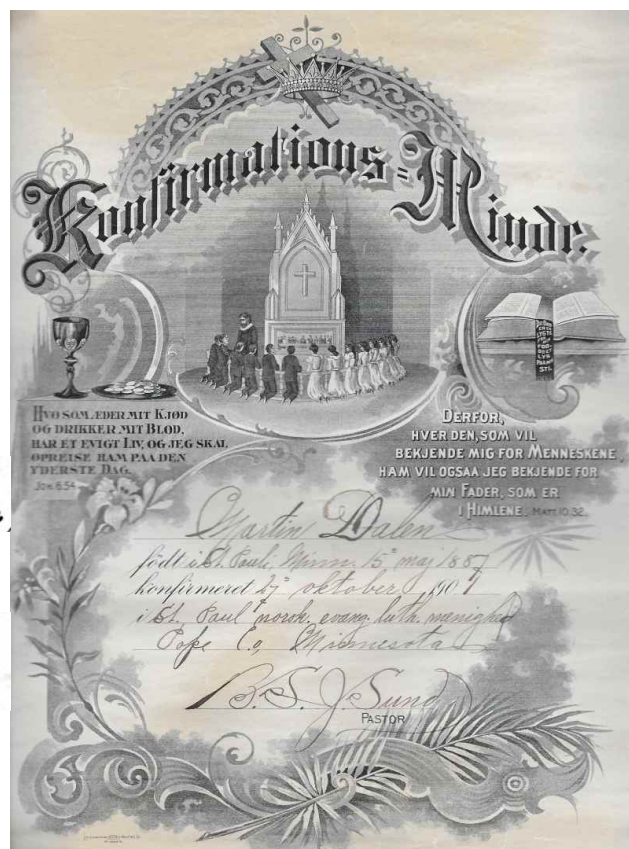 Konfirmations=Minde.
HVO SOM ÆDER MIT KJØD
OG DRIKKER MIT BLOD,
HAR ET EVIGT LIV, OG JEG SKAL
OPREISE HAM PAA DEN
YDERSTE DAG.
JOH. 6.54.
DERFOR,
HVER DEN, SOM VIL
BEKJENDE MIG FOR MENNESKENE,
HAM VIL OGSAA JEG BEKJENDE FOR
MIN FADER, SOM ER
I HIMLENE. MATT. 10.32.
Martin Dalen
født i St. Paul, Minn. 15 maj 1887
konfirmeret oktober 190
i St. Paul norsk. evang. luth. menighed
Pope Co, Minnesota
B. S. J. Sund
PASTOR